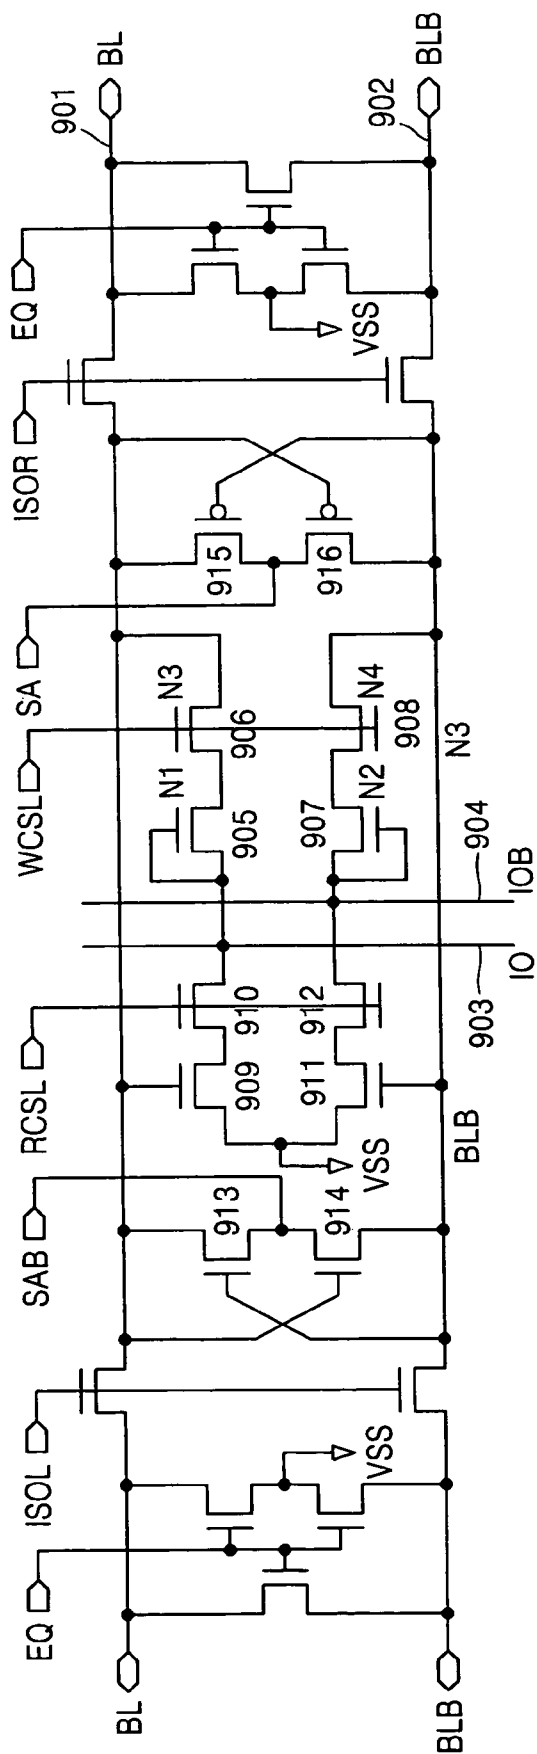 EQ
ISOL
SAB
RCSL
WCSL
SA
ISOR
EQ
901
BL
BL
N1
N3
913
909
910
905
906
915
914
911
912
907
916
VSS
VSS
N2
N4
908
VSS
902
BLB
BLB
N3
BLB
903
904
IO
IOB